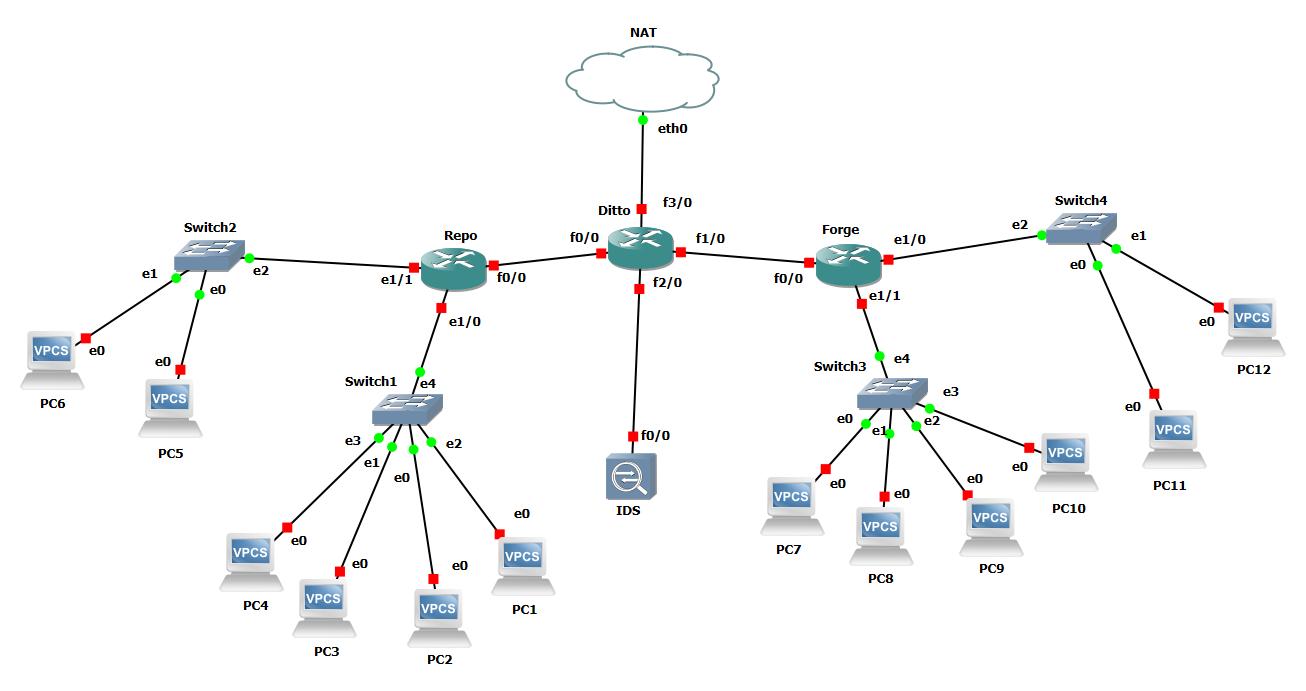 NAT
eth0
Ditto
f3/0
f0/0
f1/0
f2/0
Switch2
e1
e0
e2
Repo
e1/1
f0/0
e1/0
Forge
e1/0
f0/0
e1/1
Switch4
e2
e1
e0
VPCS
e0
PC6
e0
VPCS
PC5
Switch1
e4
e3
e1
e0
e2
f0/0
IDS
Switch3
e4
e3
e0
e1
e2
e0
VPCS
PC12
e0
VPCS
PC11
e0
VPCS
PC4
e0
VPCS
PC3
e0
VPCS
PC2
e0
VPCS
PC1
e0
VPCS
PC7
e0
VPCS
PC8
e0
VPCS
PC9
e0
VPCS
PC10